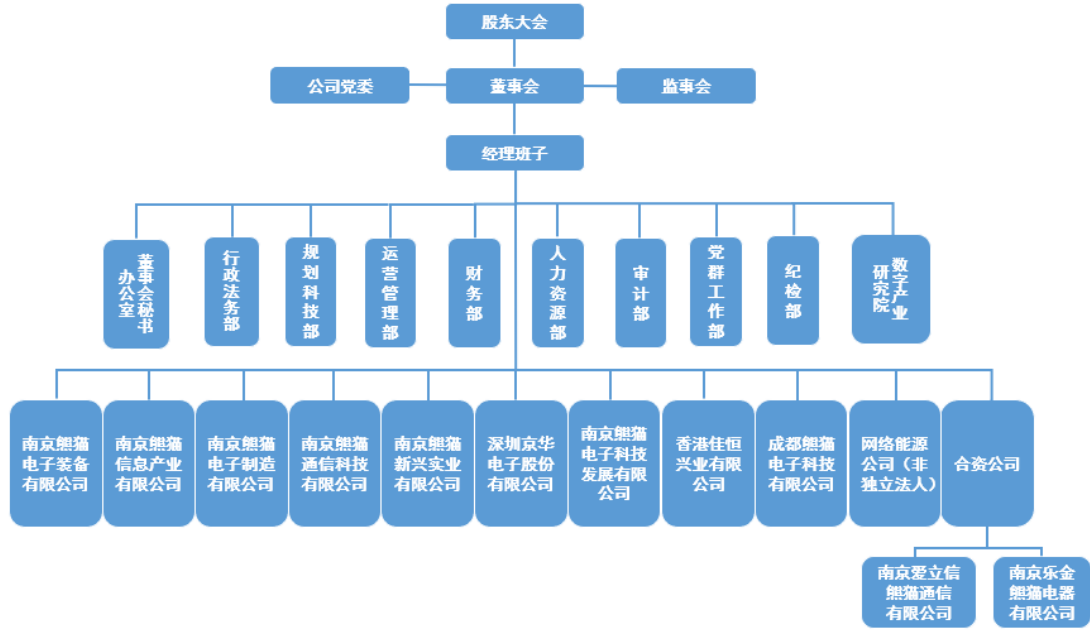 股东大会
公司党委
董事会
监事会
经理班子
董事会秘书
办公室
行政法务部
规划科技部
运营管理部
财务部
人力资源部
审计部
党群工作部
纪检部
数字产业
研究院
南京熊猫
电子装备
有限公司
南京熊猫
信息产业
有限公司
南京熊猫
电子制造
有限公司
南京熊猫
通信科技
有限公司
南京熊猫
新兴实业
有限公司
深圳京华
电子股份
有限公司
南京熊猫
电子科技
发展有限
公司
香港佳恒
兴业有限
公司
成都熊猫
电子科技
有限公司
网络能源
公司（非
独立法人）
合资公司
南京爱立信
熊猫通信
有限公司
南京乐金
熊猫电器
有限公司